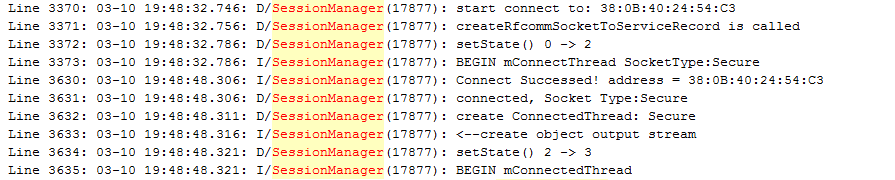 Line 3370: 03-10 19:48:32.746: D/SessionManager(17877): start connect to: 38:0B:40:24:54:C3
Line 3371: 03-10 19:48:32.756: D/SessionManager(17877): createRfcommSocketToServiceRecord is called
Line 3372: 03-10 19:48:32.786: D/SessionManager(17877): setState() 0 -> 2
Line 3373: 03-10 19:48:32.786: I/SessionManager(17877): BEGIN mConnectThread SocketType:Secure
Line 3630: 03-10 19:48:48.306: D/SessionManager(17877): Connect Successed! address = 38:0B:40:24:54:C3
Line 3631: 03-10 19:48:48.306: D/SessionManager(17877): connected, Socket Type:Secure
Line 3632: 03-10 19:48:48.311: D/SessionManager(17877): create ConnectedThread: Secure
Line 3633: 03-10 19:48:48.316: I/SessionManager(17877): <--create object output stream
Line 3634: 03-10 19:48:48.321: D/SessionManager(17877): setState() 2 -> 3
Line 3635: 03-10 19:48:48.321: I/SessionManager(17877): BEGIN mConnectedThread